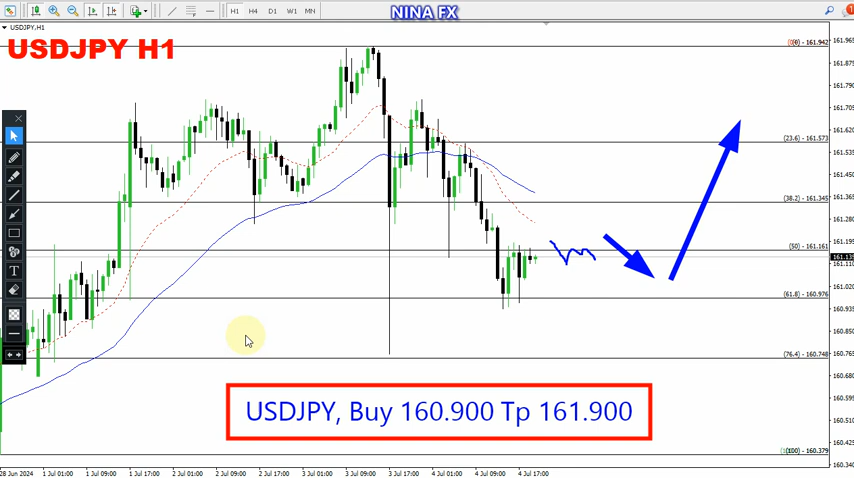 H1 H4 D1 W1 MN
NINA FX
USDJPY,H1
USDJPY H1
(0) - 161.942
(23.6) - 161.573
(38.2) - 161.345
(50) - 161.161
(61.8) - 160.976
(76.4) - 160.748
(100) - 160.379
161.965
161.875
161.790
161.705
161.620
161.535
161.450
161.365
161.280
161.195
161.135
161.110
161.020
160.935
160.850
160.765
160.680
160.595
160.510
160.425
160.340
T
USDJPY, Buy 160.900 Tp 161.900
28 Jun 2024
1 Jul 01:00
1 Jul 09:00
1 Jul 17:00
2 Jul 01:00
2 Jul 09:00
2 Jul 17:00
3 Jul 01:00
3 Jul 09:00
3 Jul 17:00
4 Jul 01:00
4 Jul 09:00
4 Jul 17:00